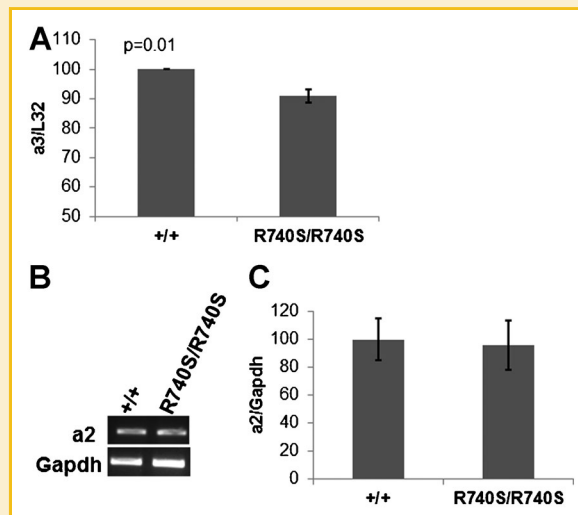 A
110
100
90
80
70
60
50
a3/L32
p=0.01
+/+ R740S/R740S
B
+/+ R740S/R740S
a2
Gapdh
C
120
100
80
60
40
20
0
a2/Gapdh
+/+ R740S/R740S